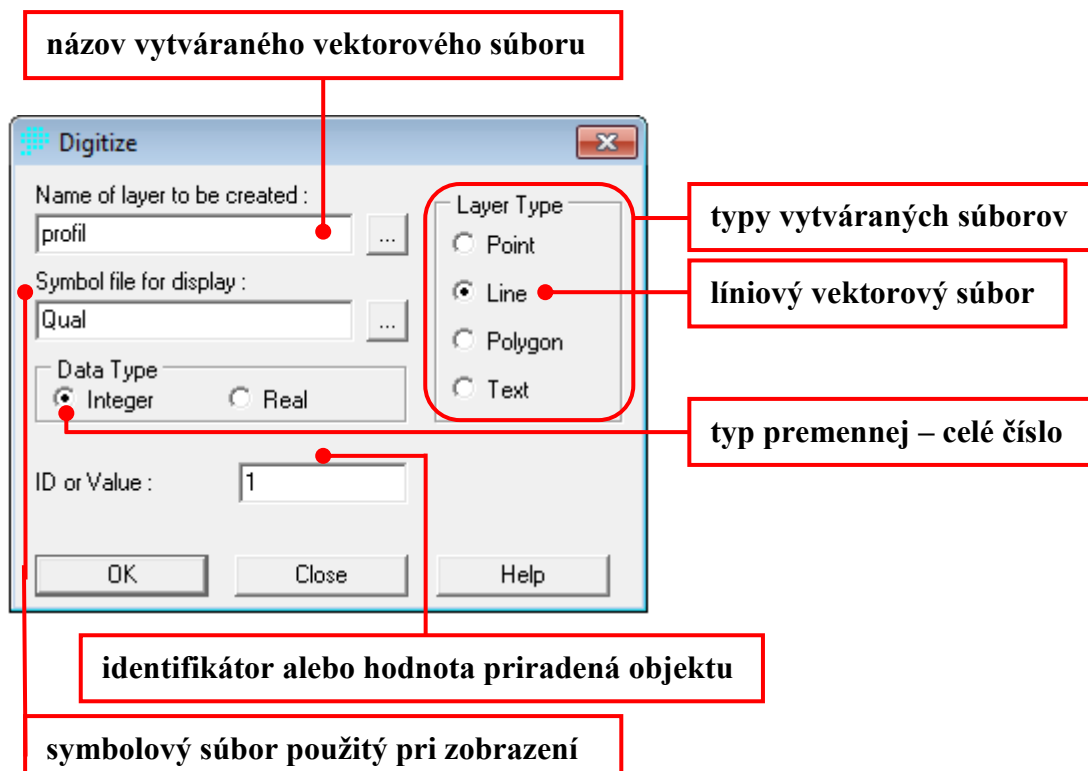 názov vytváraného vektorového súboru
Digitize
Name of layer to be created :
profil
...
Symbol file for display :
Qual
...
Data Type
Integer
Real
ID or Value :
1
Layer Type
Point
Line
Polygon
Text
OK
Close
Help
typy vytváraných súborov
líniový vektorový súbor
typ premennej – celé číslo
identifikátor alebo hodnota priradená objektu
symbolový súbor použitý pri zobrazení